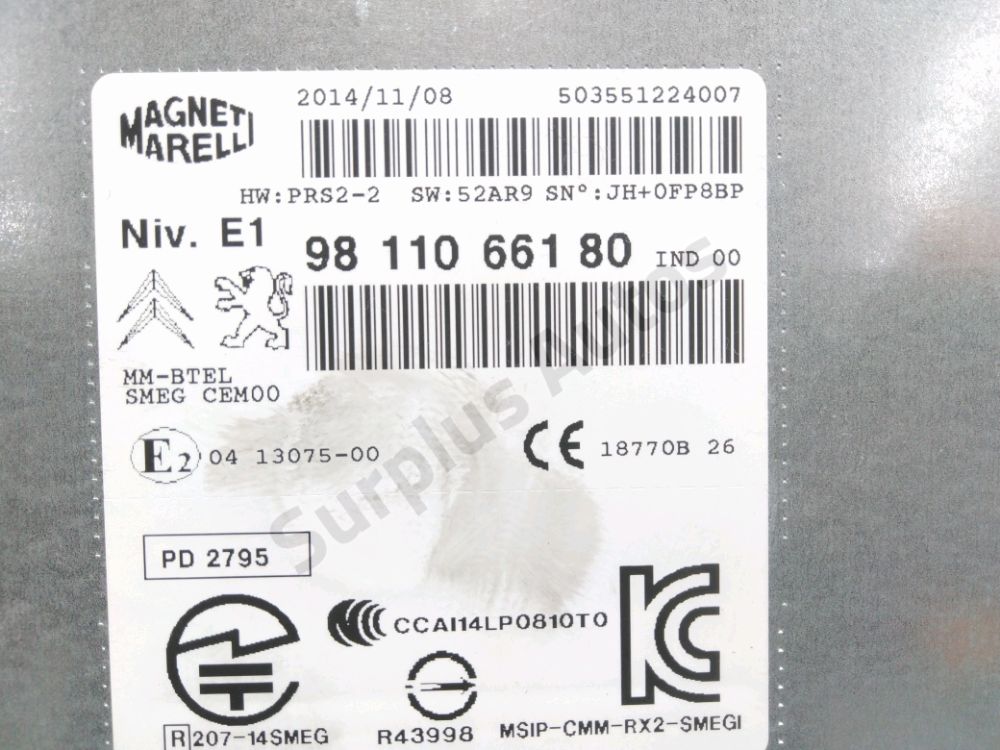 MAGNETI MARELLI
2014/11/08 503551224007
HW:PRS2-2 SW:52AR9 SN°:JH+0FP8BP
Niv. E1
98 110 661 80 IND 00
MM-BTEL
SMEG CEM00
E2 04 13075-00
CE 18770B 26
Surplus Autos
PD 2795
CCAI14LP0810T0
KC
R 207-14SMEG
R43998
MSIP-CMM-RX2-SMEGI